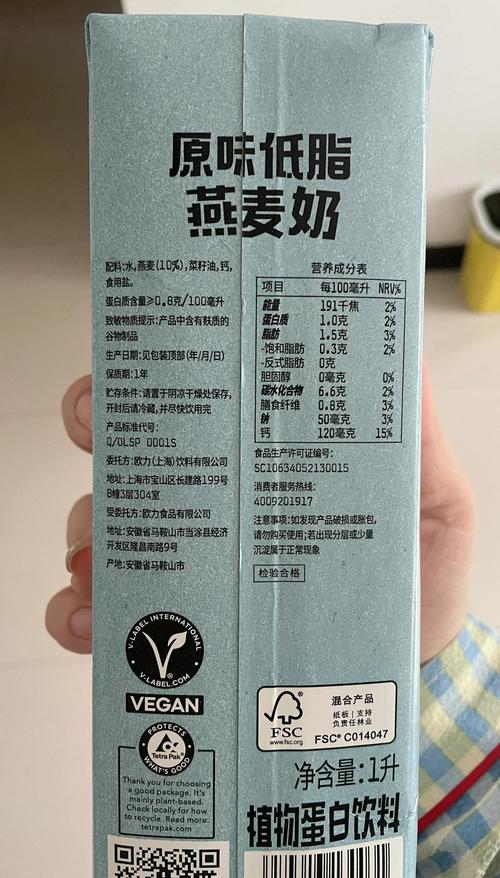 原味低脂
燕麦奶
配料:水,燕麦(10%),菜籽油,钙,
食用盐。
蛋白质含量≥0.8克/100毫升
致敏物质提示:产品中含有麸质的
谷物制品
生产日期:见包装顶部(年/月/日)
保质期:1年
贮存条件:请置于阴凉干燥处保存,
开封后请冷藏,并尽快饮用完
产品标准代号:
Q/OLSP 0001S
委托方:欧力(上海)饮料有限公司
地址:上海市宝山区长建路199号
B幢3层304室
受委托方:欧力食品有限公司
地址:安徽省马鞍山市当涂县经济
开发区隆昌南路9号
产地:安徽省马鞍山市
营养成分表
项目 每100毫升 NRV%
能量 191千焦 2%
蛋白质 1.0克 2%
脂肪 1.5克 3%
-饱和脂肪 0.3克 2%
-反式脂肪 0克
胆固醇 0毫克 0%
碳水化合物 6.6克 2%
膳食纤维 0.8克 3%
钠 50毫克 3%
钙 120毫克 15%
食品生产许可证编号:
SC10634052130015
消费者服务热线:
4009201917
注意事项:如发现产品破损或胀包,
请勿购买使用;若出现分层或少量
沉淀属于正常现象
检验合格
V-LABEL INTERNATIONAL
V-LABEL.COM
VEGAN
PROTECTS
Tetra Pak®
WHAT'S GOOD
Thank you for choosing
a good package. It's
mainly plant-based.
Check locally for how
to recycle. Read more:
tetrapak.com
FSC®
www.fsc.org
混合产品
纸板 | 支持
负责任林业
FSC® C014047
净含量:1升
植物蛋白饮料